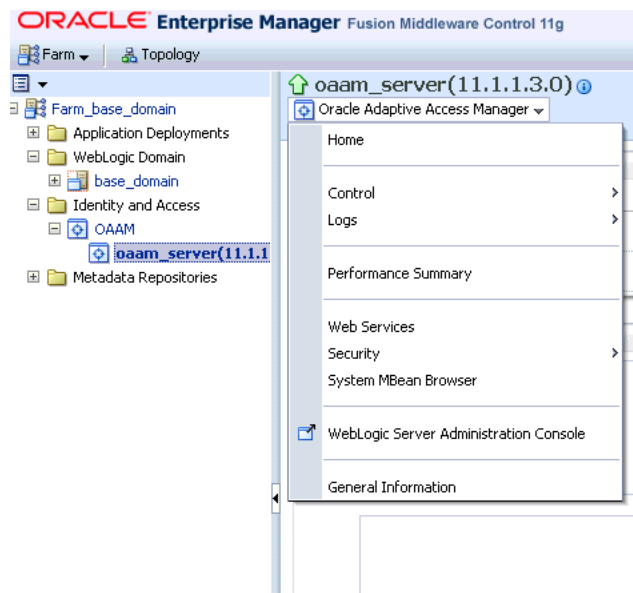 ORACLE Enterprise Manager Fusion Middleware Control 11g
Farm Topology
Farm_base_domain
Application Deployments
WebLogic Domain
base_domain
Identity and Access
OAAM
oaam_server(11.1.1
Metadata Repositories
oaam_server(11.1.1.3.0)
Oracle Adaptive Access Manager
Home
Control
Logs
Performance Summary
Web Services
Security
System MBean Browser
WebLogic Server Administration Console
General Information